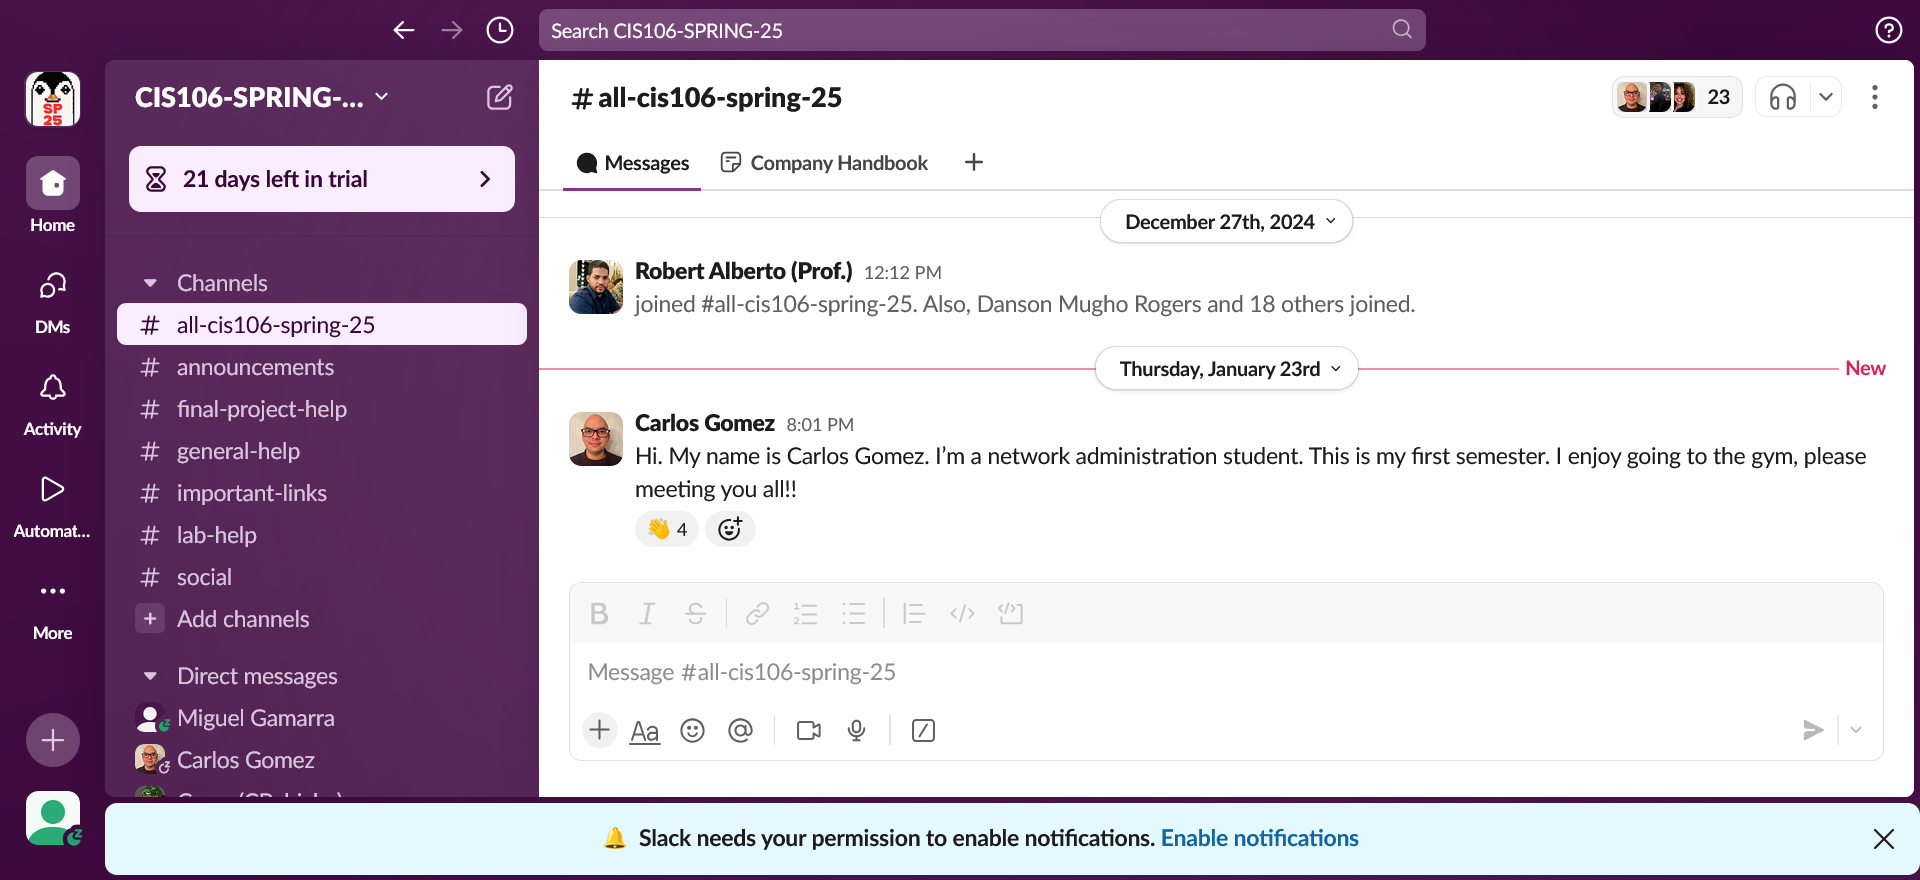 Search CIS106-SPRING-25
SP
25
Home
DMs
Activity
Automat...
More
CIS106-SPRING-...
21 days left in trial
Channels
# all-cis106-spring-25
# announcements
# final-project-help
# general-help
# important-links
# lab-help
# social
+ Add channels
Direct messages
Miguel Gamarra
Carlos Gomez
# all-cis106-spring-25
23
Messages
Company Handbook
December 27th, 2024
Robert Alberto (Prof.) 12:12 PM
joined #all-cis106-spring-25. Also, Danson Mugho Rogers and 18 others joined.
Thursday, January 23rd
New
Carlos Gomez 8:01 PM
Hi. My name is Carlos Gomez. I’m a network administration student. This is my first semester. I enjoy going to the gym, please
meeting you all!!
👋 4
B I S
Message #all-cis106-spring-25
Aa @
🔔 Slack needs your permission to enable notifications. Enable notifications